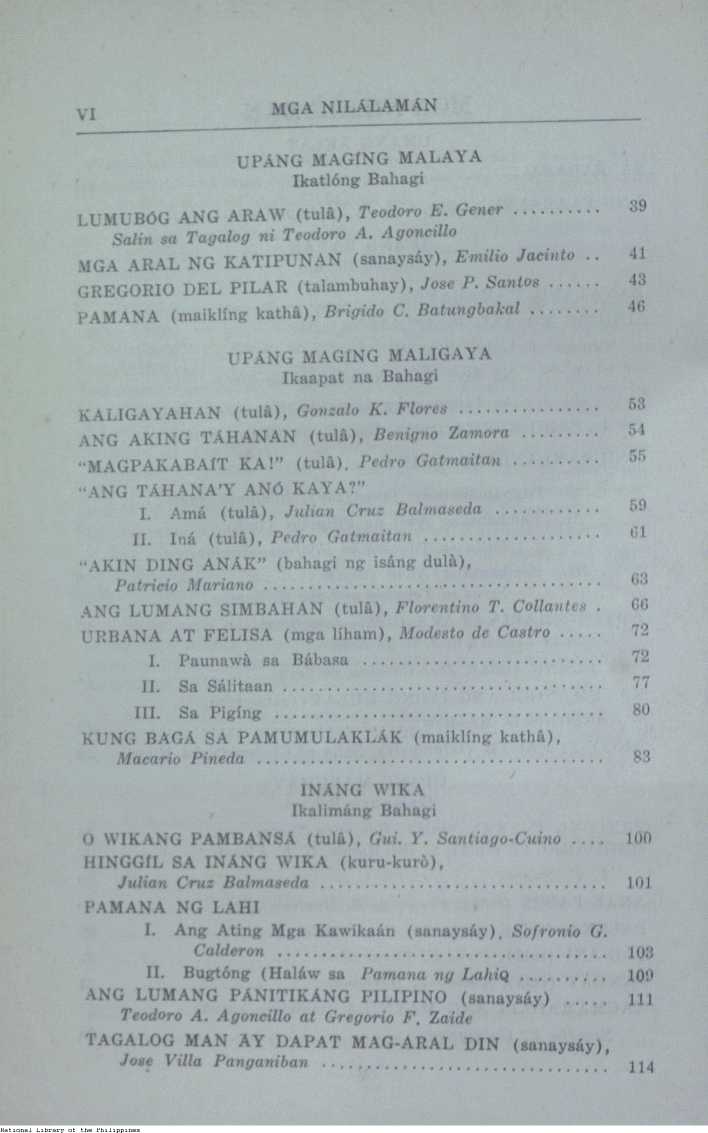 VI MGA NILÁLAMÁN
UPÁNG MAGÍNG MALAYA
Ikatlóng Bahagi
LUMUBÓG ANG ARAW (tulâ), Teodoro E. Gener .......... 39
Salin sa Tagalog ni Teodoro A. Agoncillo
MGA ARAL NG KATIPUNAN (sanaysáy), Emilio Jacinto .. 41
GREGORIO DEL PILAR (talambuhay), Jose P. Santos ...... 43
PAMANA (maiklíng kathâ), Brigido C. Batungbakal ........ 46
UPÁNG MAGÍNG MALIGAYA
Ikaapat na Bahagi
KALIGAYAHAN (tulâ), Gonzalo K. Flores ................ 53
ANG AKING TÁHANAN (tulâ), Benigno Zamora ......... 54
“MAGPAKABAÍT KA!” (tulâ), Pedro Gatmaitan .......... 55
“ANG TÁHANA’Y ANÓ KAYA?”
I. Amá (tulâ), Julian Cruz Balmaseda ............ 59
II. Iná (tulâ), Pedro Gatmaitan .................... 61
“AKIN DING ANÁK” (bahagi ng isáng dulà),
Patricio Mariano ...................................... 63
ANG LUMANG SIMBAHAN (tulâ), Florentino T. Collantes . 66
URBANA AT FELISA (mga líham), Modesto de Castro ..... 72
I. Paunawà sa Bábasa ........................... 72
II. Sa Sálitaan .................................... 77
III. Sa Pigíng ..................................... 80
KUNG BAGÁ SA PAMUMULAKLÁK (maiklíng kathâ),
Macario Pineda ....................................... 83
INÁNG WIKA
Ikalimáng Bahagi
O WIKANG PAMBANSÁ (tulâ), Gui. Y. Santiago-Cuino .... 100
HINGGÍL SA INÁNG WIKA (kuru-kurò),
Julian Cruz Balmaseda ................................ 101
PAMANA NG LAHI
I. Ang Ating Mga Kawikaán (sanaysáy), Sofronio G.
Calderon ..................................... 103
II. Bugtóng (Haláw sa Pamana ng LahiQ .......... 109
ANG LUMANG PÁNITIKÁNG PILIPINO (sanaysáy) ..... 111
Teodoro A. Agoncillo at Gregorio F. Zaide
TAGALOG MAN AY DAPAT MAG-ARAL DIN (sanaysáy),
Jose Villa Panganiban ................................ 114
National Library of the Philippines